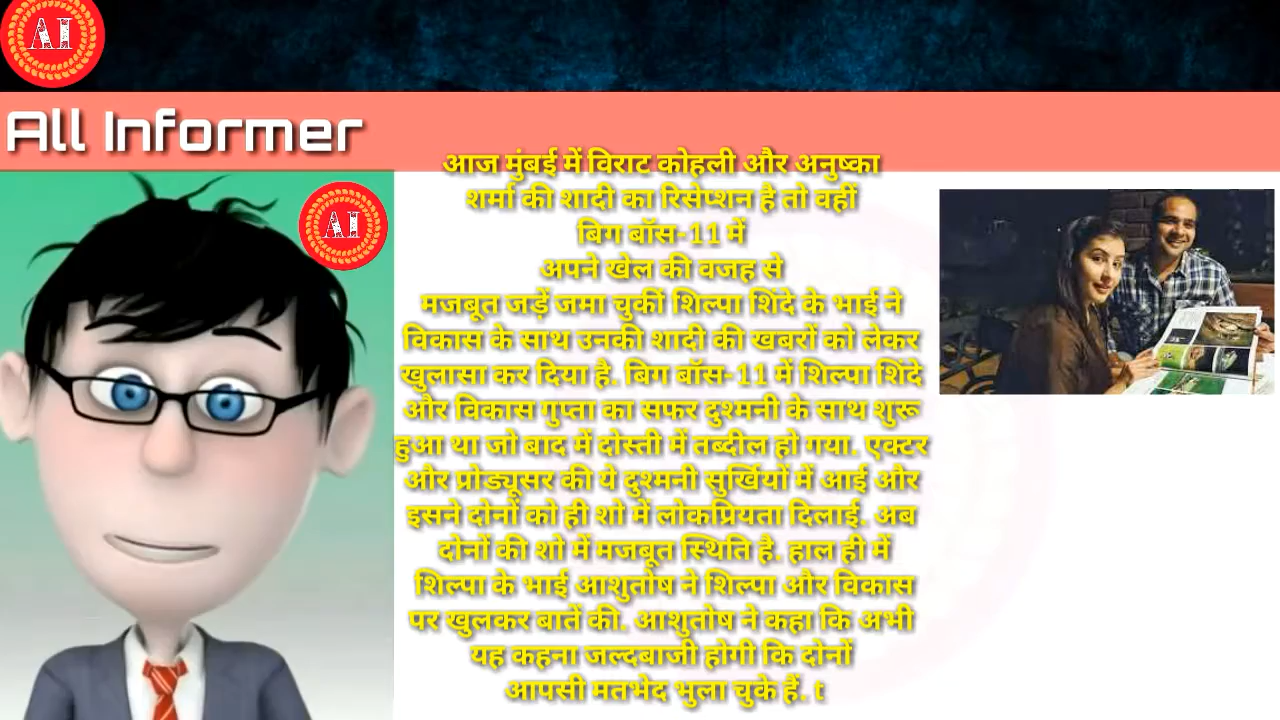 AI
All Informer
AI
आज मुंबई में विराट कोहली और अनुष्का
शर्मा की शादी का रिसेप्शन है तो वहीं
बिग बॉस-11 में
अपने खेल की वजह से
मजबूत जड़ें जमा चुकीं शिल्पा शिंदे के भाई ने
विकास के साथ उनकी शादी की खबरों को लेकर
खुलासा कर दिया है. बिग बॉस-11 में शिल्पा शिंदे
और विकास गुप्ता का सफर दुश्मनी के साथ शुरू
हुआ था जो बाद में दोस्ती में तब्दील हो गया. एक्टर
और प्रोड्यूसर की ये दुश्मनी सुर्खियों में आई और
इसने दोनों को ही शो में लोकप्रियता दिलाई. अब
दोनों की शो में मजबूत स्थिति है. हाल ही में
शिल्पा के भाई आशुतोष ने शिल्पा और विकास
पर खुलकर बातें की. आशुतोष ने कहा कि अभी
यह कहना जल्दबाजी होगी कि दोनों
आपसी मतभेद भुला चुके हैं. t